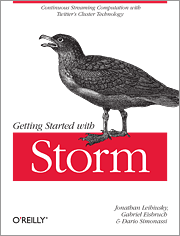 Continuous Streaming Computation with
Twitter's Cluster Technology
Getting Started with
Storm
O'REILLY®
Jonathan Leibiusky,
Gabriel Eisbruch
& Dario Simonassi